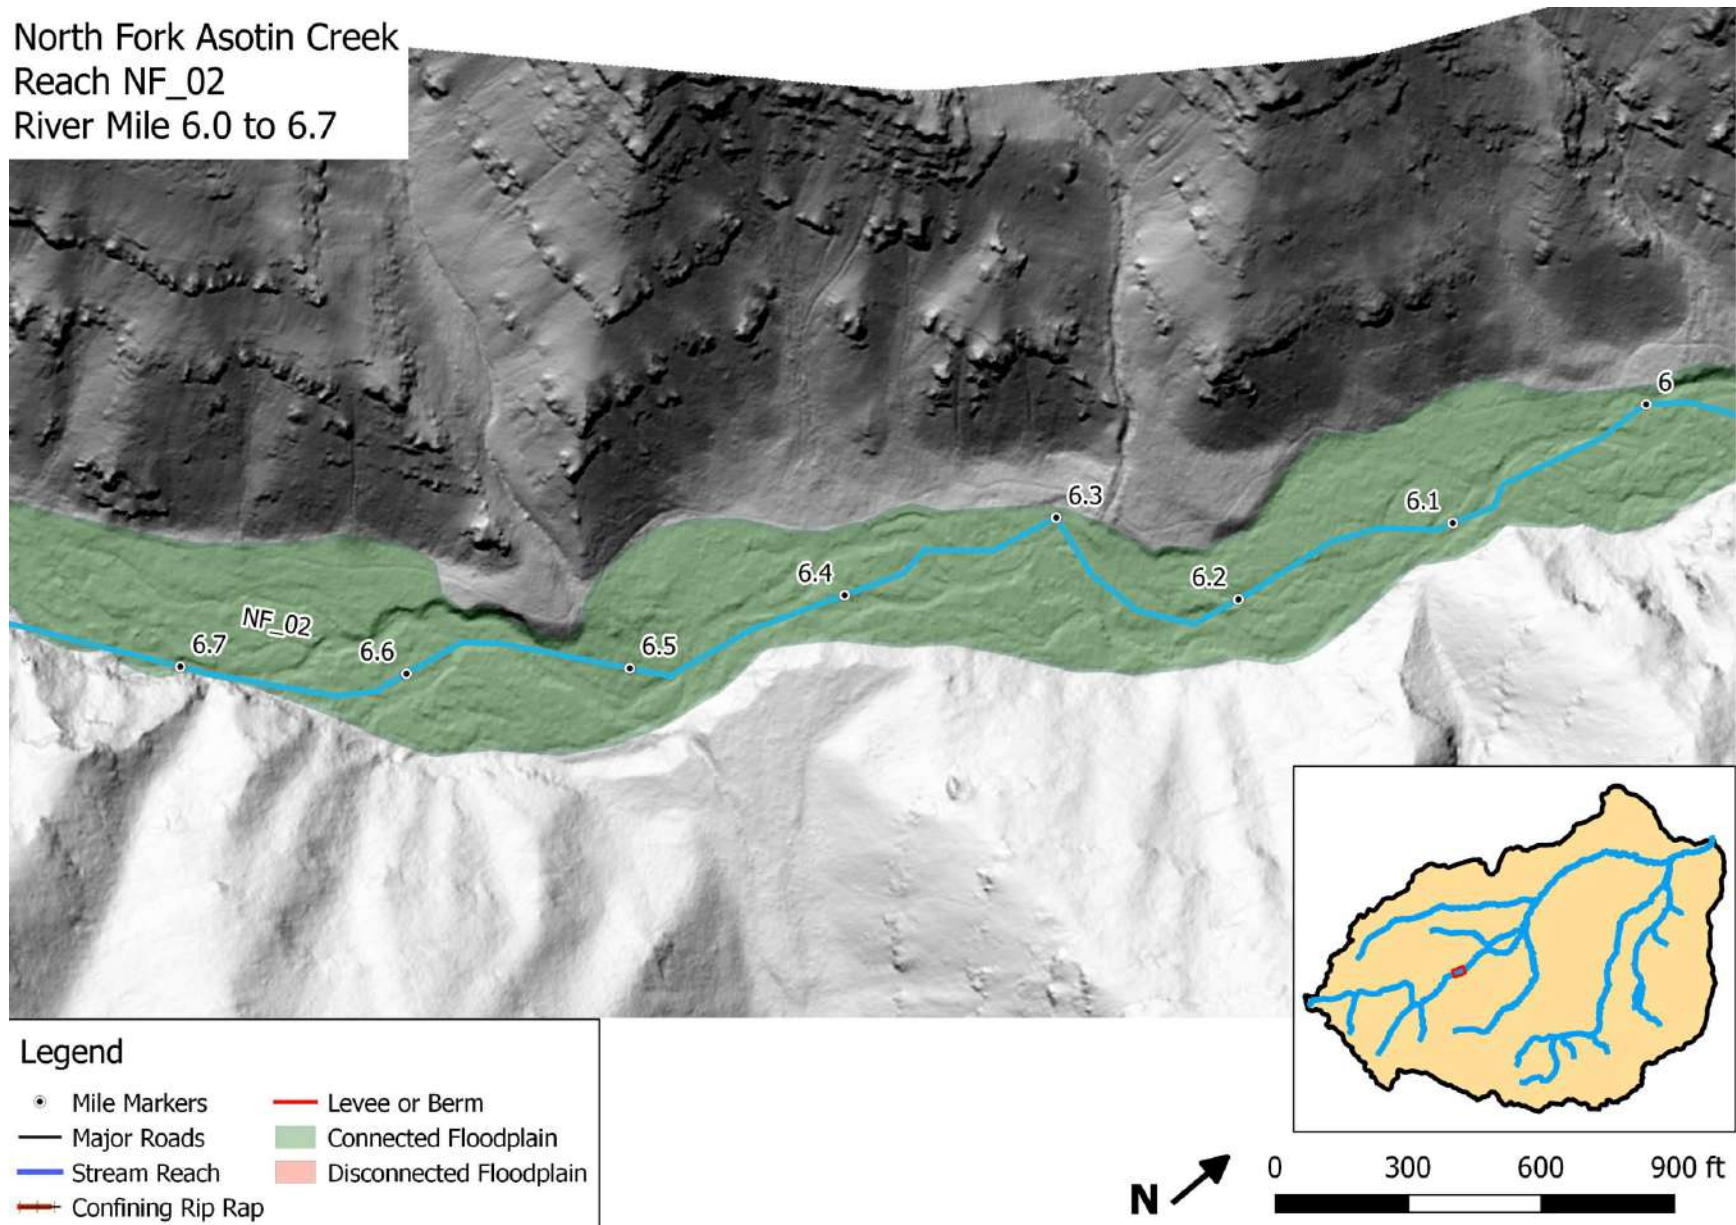 North Fork Asotin Creek
Reach NF_02
River Mile 6.0 to 6.7
6
6.3
6.1
6.4
6.2
NF_02
6.7
6.6
6.5
Legend
Mile Markers
Major Roads
Stream Reach
Confining Rip Rap
Levee or Berm
Connected Floodplain
Disconnected Floodplain
N
0 300 600 900 ft